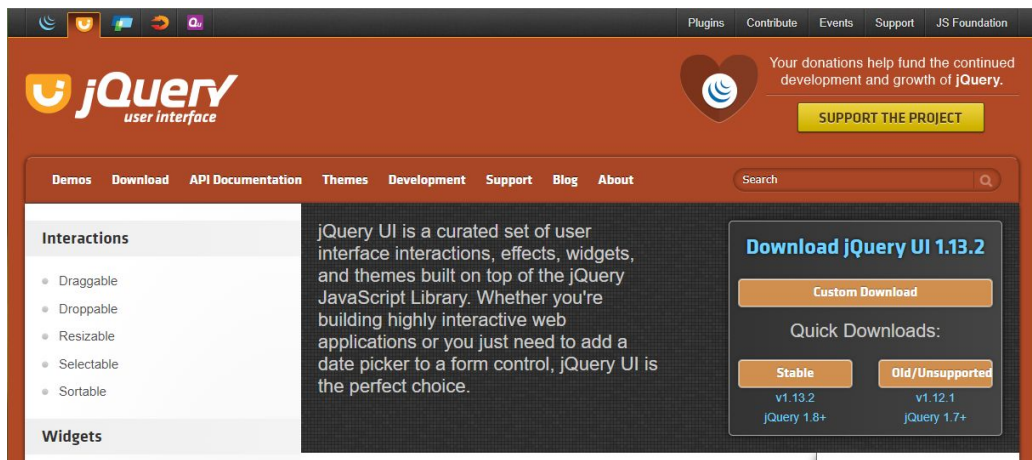 Qu
Plugins Contribute Events Support JS Foundation
jQuery
user interface
Your donations help fund the continued
development and growth of jQuery.
SUPPORT THE PROJECT
Demos Download API Documentation Themes Development Support Blog About Search
Interactions
Draggable
Droppable
Resizable
Selectable
Sortable
Widgets
jQuery UI is a curated set of user
interface interactions, effects, widgets,
and themes built on top of the jQuery
JavaScript Library. Whether you're
building highly interactive web
applications or you just need to add a
date picker to a form control, jQuery UI is
the perfect choice.
Download jQuery UI 1.13.2
Custom Download
Quick Downloads:
Stable Old/Unsupported
v1.13.2 v1.12.1
jQuery 1.8+ jQuery 1.7+